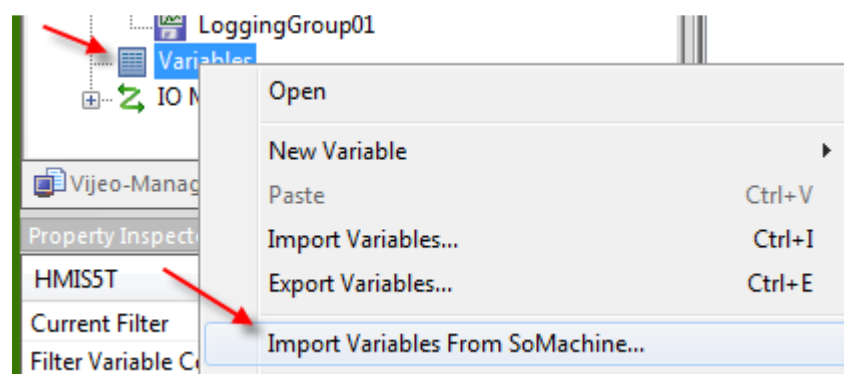 LoggingGroup01
Variables
IO M
Open
New Variable
Vijeo-Manag
Paste Ctrl+V
Property Inspect
Import Variables... Ctrl+I
HMIS5T
Export Variables... Ctrl+E
Current Filter
Import Variables From SoMachine...
Filter Variable C